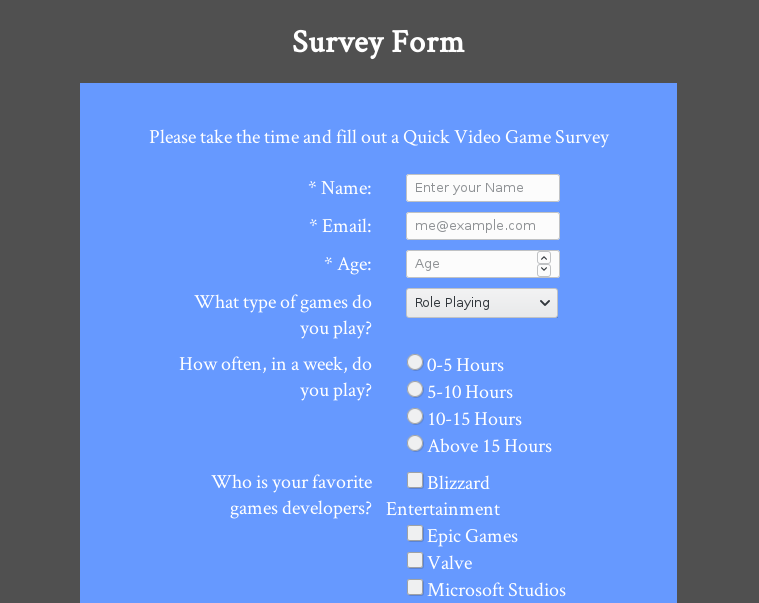 Survey Form
Please take the time and fill out a Quick Video Game Survey
* Name: Enter your Name
* Email: me@example.com
* Age: Age
What type of games do Role Playing
you play?
How often, in a week, do 0-5 Hours
you play? 5-10 Hours
10-15 Hours
Above 15 Hours
Who is your favorite Blizzard
games developers? Entertainment
Epic Games
Valve
Microsoft Studios